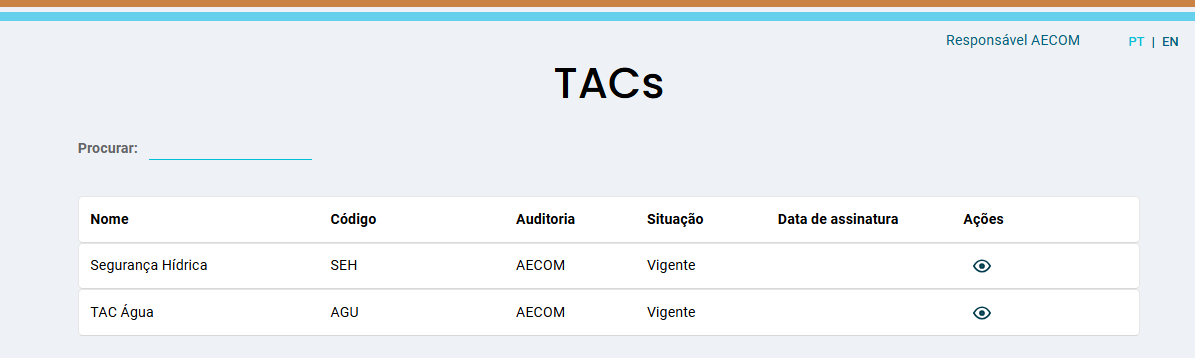 Responsável AECOM PT | EN
TACs
Procurar:
Nome Código Auditoria Situação Data de assinatura Ações
Segurança Hídrica SEH AECOM Vigente
TAC Água AGU AECOM Vigente